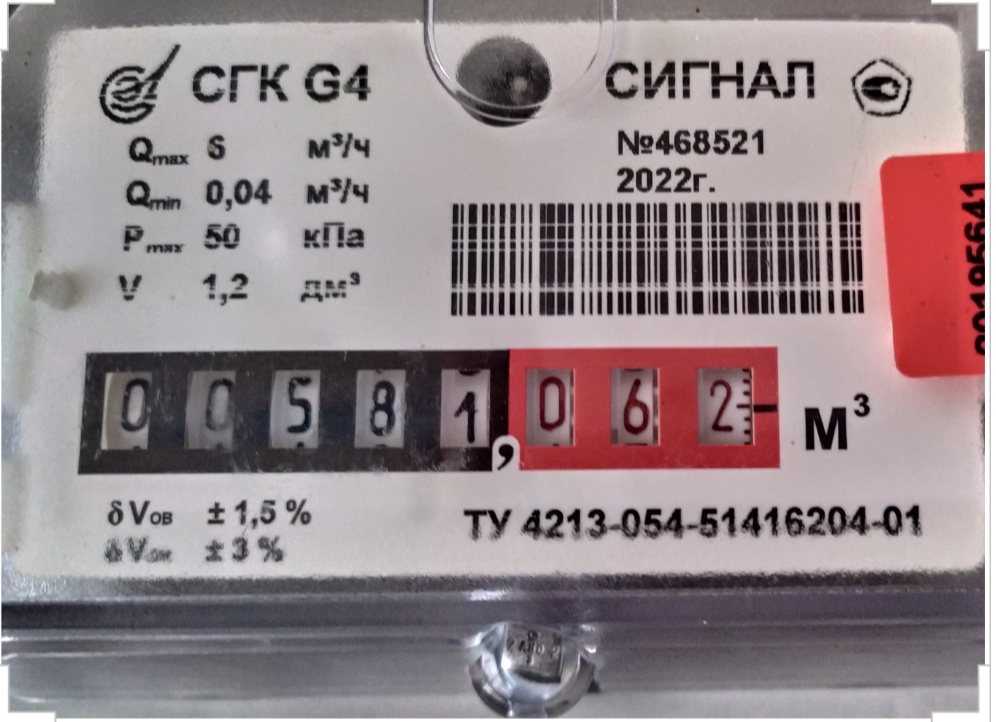 СГК G4
СИГНАЛ
Qmax 6 м³/ч
Qmin 0,04 м³/ч
Pmax 50 кПа
V 1,2 дм³
№468521
2022г.
00581,062 м³
δVОВ ± 1,5 %
δVОН ± 3 %
ТУ 4213-054-51416204-01